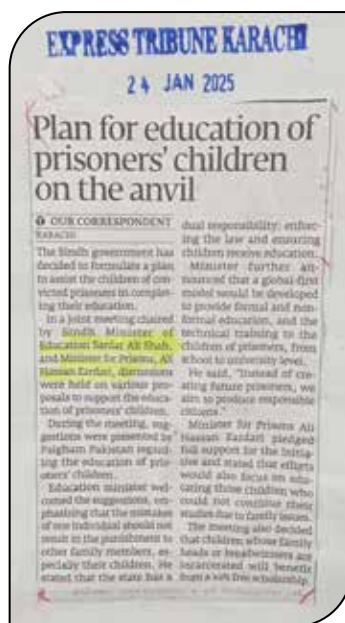 EXPRESS TRIBUNE KARACHI
24 JAN 2025
Plan for education of
prisoners' children
on the anvil
OUR CORRESPONDENT
KARACHI
The Sindh government has
decided to formulate a plan
to assist the children of con-
victed prisoners in complet-
ing their education.
In a joint meeting chaired
by Sindh Minister of
Education Sardar Ali Shah,
and Minister for Prisons, Ali
Hassan Zardari, discussions
were held on various pro-
posals to support the educa-
tion of prisoners' children.
During the meeting, sug-
gestions were presented by
Paigham Pakistan regard-
ing the education of pris-
oners' children.
Education minister wel-
comed the suggestions, em-
phasising that the mistakes
of one individual should not
result in the punishment to
other family members, es-
pecially their children. He
stated that the state has a
dual responsibility: enforc-
ing the law and ensuring
children receive education.
Minister further an-
nounced that a global-first
model would be developed
to provide formal and non-
formal education, and the
technical training to the
children of prisoners, from
school to university level.
He said, "Instead of cre-
ating future prisoners, we
aim to produce responsible
citizens."
Minister for Prisons Ali
Hassan Zardari pledged
full support for the initia-
tive and stated that efforts
would also focus on edu-
cating those children who
could not continue their
studies due to family issues.
The meeting also decided
that children whose family
heads or breadwinners are
incarcerated will benefit
from a free scholarship.